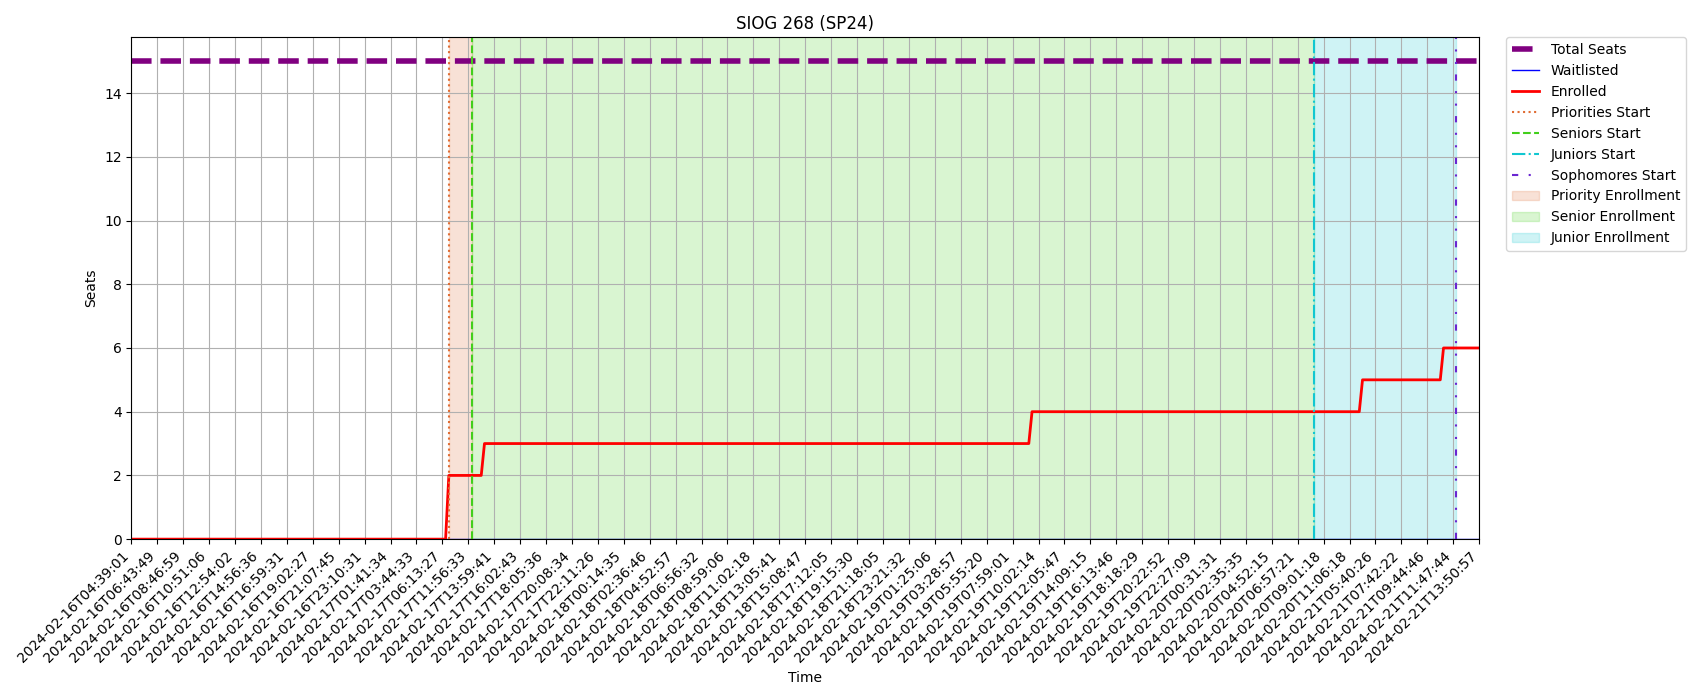 SIOG 268 (SP24)
Total Seats
Waitlisted
Enrolled
Priorities Start
Seniors Start
Juniors Start
Sophomores Start
Priority Enrollment
Senior Enrollment
Junior Enrollment
Seats
14
12
10
8
6
4
2
0
2024-02-16T04:39:01
2024-02-16T06:43:49
2024-02-16T08:46:59
2024-02-16T10:51:06
2024-02-16T12:54:02
2024-02-16T14:56:36
2024-02-16T16:59:31
2024-02-16T19:02:27
2024-02-16T21:07:45
2024-02-16T23:10:31
2024-02-17T01:41:34
2024-02-17T03:44:33
2024-02-17T06:13:27
2024-02-17T11:56:33
2024-02-17T13:59:41
2024-02-17T16:02:43
2024-02-17T18:05:36
2024-02-17T20:08:34
2024-02-17T22:11:26
2024-02-18T00:14:35
2024-02-18T02:36:46
2024-02-18T04:52:57
2024-02-18T06:56:32
2024-02-18T08:59:06
2024-02-18T11:02:18
2024-02-18T13:05:41
2024-02-18T15:08:47
2024-02-18T17:12:05
2024-02-18T19:15:30
2024-02-18T21:18:05
2024-02-18T23:21:32
2024-02-19T01:25:06
2024-02-19T03:28:57
2024-02-19T05:55:20
2024-02-19T07:59:01
2024-02-19T10:02:14
2024-02-19T12:05:47
2024-02-19T14:09:15
2024-02-19T16:13:46
2024-02-19T18:18:29
2024-02-19T20:22:52
2024-02-19T22:27:09
2024-02-20T00:31:31
2024-02-20T02:35:35
2024-02-20T04:52:15
2024-02-20T06:57:21
2024-02-20T09:01:18
2024-02-20T11:06:18
2024-02-21T05:40:26
2024-02-21T07:42:22
2024-02-21T09:44:46
2024-02-21T11:47:44
2024-02-21T13:50:57
Time